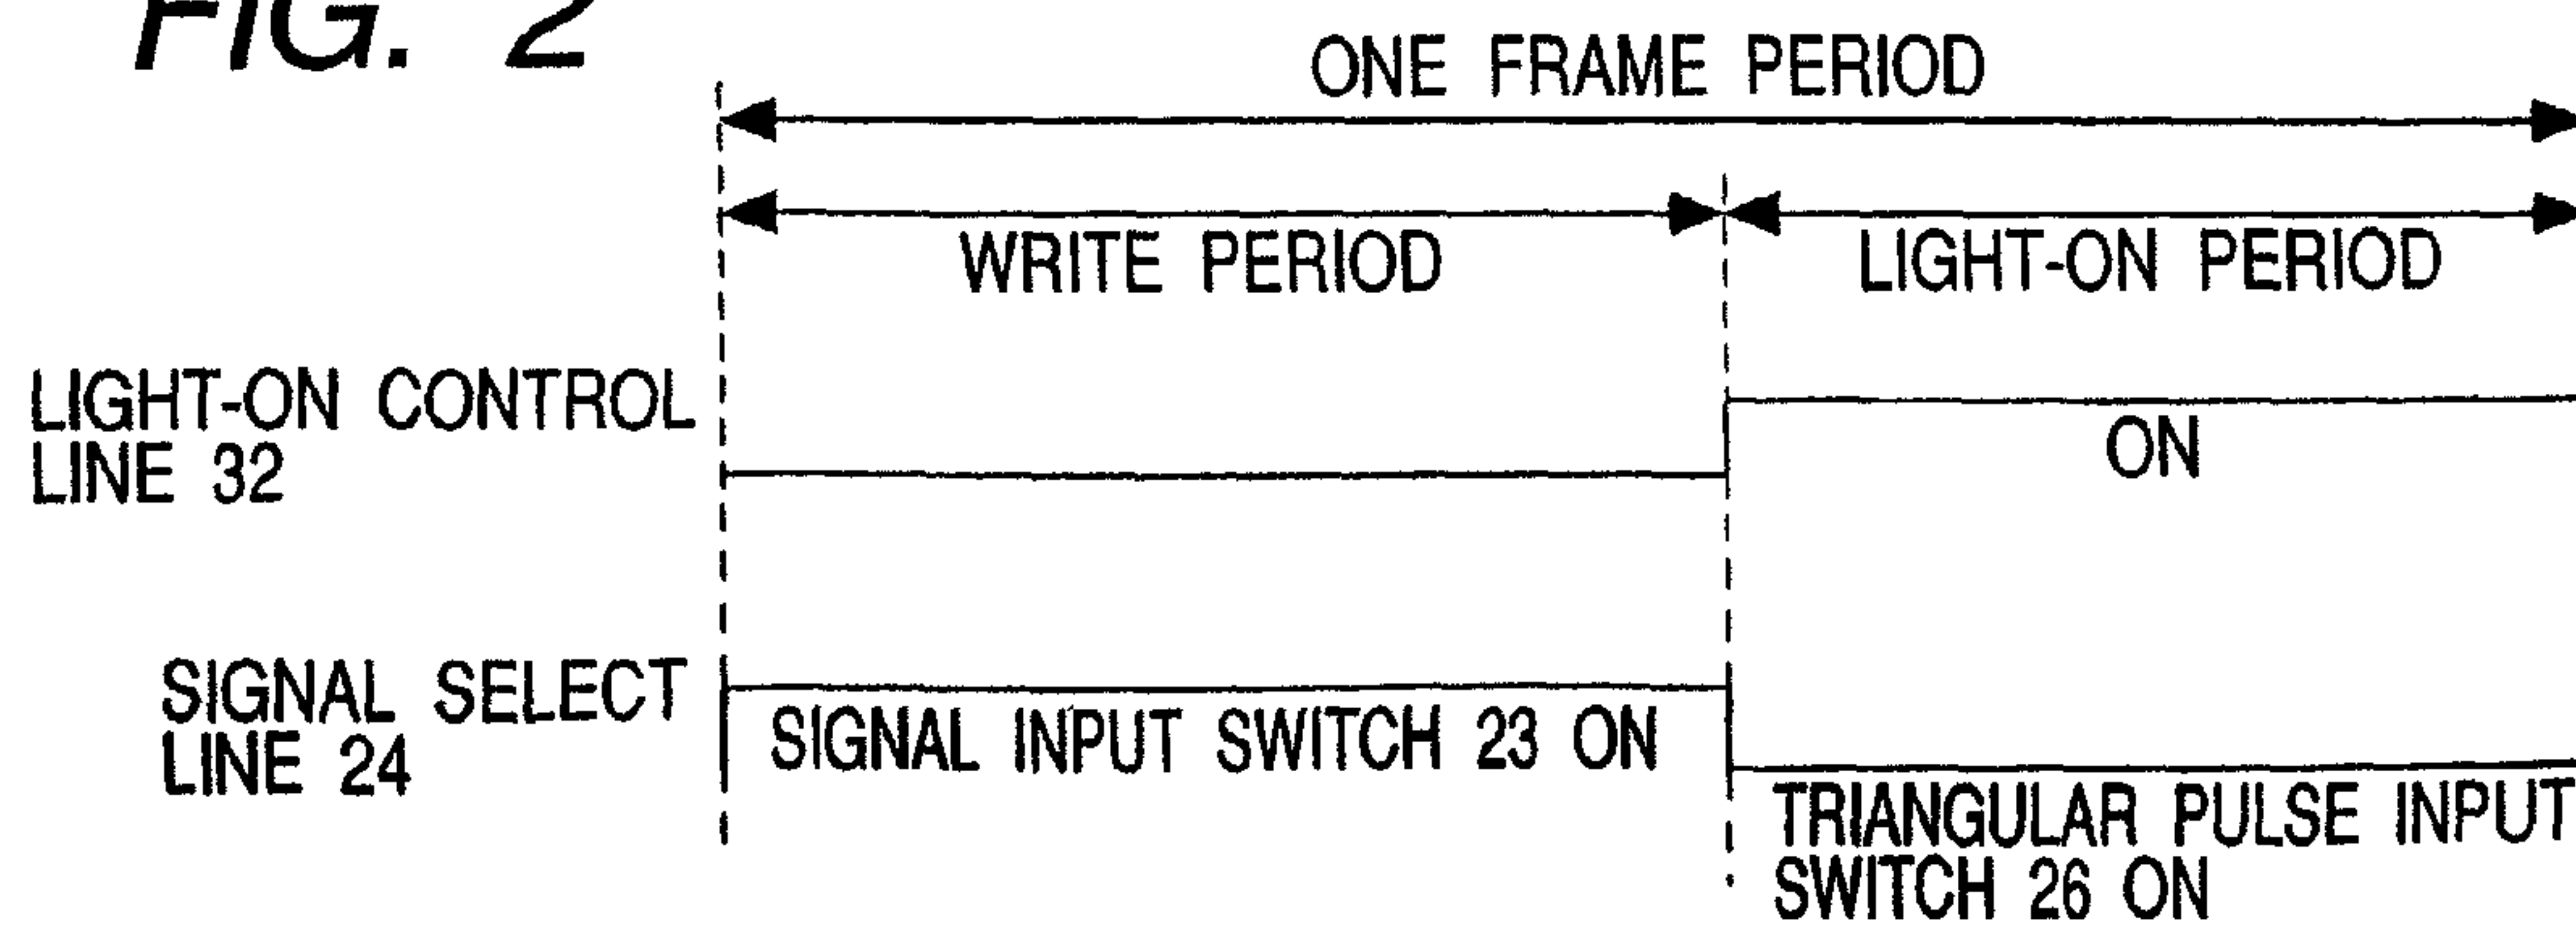 FIG. 2
ONE FRAME PERIOD
WRITE PERIOD
LIGHT-ON PERIOD
LIGHT-ON CONTROL
LINE 32
ON
SIGNAL SELECT
LINE 24
SIGNAL INPUT SWITCH 23 ON
TRIANGULAR PULSE INPUT
SWITCH 26 ON